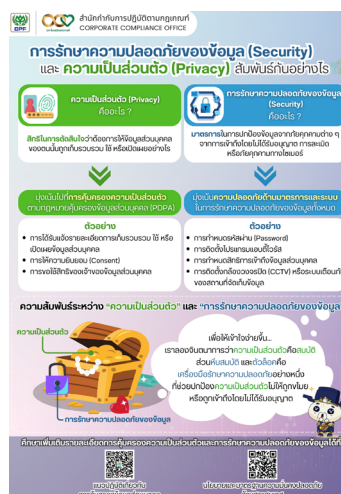 CPF
สำนักกำกับการปฏิบัติตามกฎเกณฑ์
CORPORATE COMPLIANCE OFFICE
การรักษาความปลอดภัยของข้อมูล (Security)
และ ความเป็นส่วนตัว (Privacy) สัมพันธ์กันอย่างไร
ความเป็นส่วนตัว (Privacy)
คืออะไร ?
สิทธิในการตัดสินใจว่าต้องการให้ข้อมูลส่วนบุคคล
ของตนนั้นถูกเก็บรวบรวม ใช้ หรือเปิดเผยอย่างไร
การรักษาความปลอดภัยของข้อมูล
(Security)
คืออะไร ?
มาตรการในการปกป้องข้อมูลจากภัยคุกคามต่าง ๆ
จากการเข้าถึงโดยไม่ได้รับอนุญาต การละเมิด
หรือภัยคุกคามทางไซเบอร์
มุ่งเน้นไปที่การคุ้มครองความเป็นส่วนตัว
ตามกฎหมายคุ้มครองข้อมูลส่วนบุคคล (PDPA)
ตัวอย่าง
• การได้รับแจ้งรายละเอียดการเก็บรวบรวม ใช้ หรือ
เปิดเผยข้อมูลส่วนบุคคล
• การให้ความยินยอม (Consent)
• การขอใช้สิทธิของเจ้าของข้อมูลส่วนบุคคล
มุ่งเน้นความปลอดภัยด้านมาตรการและระบบ
ในการรักษาความปลอดภัยของข้อมูลทั้งหมด
ตัวอย่าง
• การกำหนดรหัสผ่าน (Password)
• การติดตั้งโปรแกรมแอนตี้ไวรัส
• การกำหนดสิทธิการเข้าถึงข้อมูลส่วนบุคคล
• การติดตั้งกล้องวงจรปิด (CCTV) หรือระบบเตือนภั
ของสถานที่จัดเก็บข้อมูล
ความสัมพันธ์ระหว่าง “ความเป็นส่วนตัว” และ “การรักษาความปลอดภัยของข้อมูล
ความเป็นส่วนตัว
เพื่อให้เข้าใจง่ายขึ้น...
เราลองจินตนาการว่าความเป็นส่วนตัวคือสมบัติ
ส่วนหีบสมบัติ และตัวล็อคคือ
เครื่องมือรักษาความปลอดภัยอย่างหนึ่ง
ที่ช่วยปกป้องความเป็นส่วนตัวไม่ให้ถูกขโมย
หรือถูกเข้าถึงโดยไม่ได้รับอนุญาต
การรักษาความปลอดภัยของข้อมูล
ศึกษาเพิ่มเติมรายละเอียดการคุ้มครองความเป็นส่วนตัวและการรักษาความปลอดภัยของข้อมูลได้ที่
แนวปฏิบัติเกี่ยวกับ
นโยบายและมาตรฐานความมั่นคงปลอดภัย